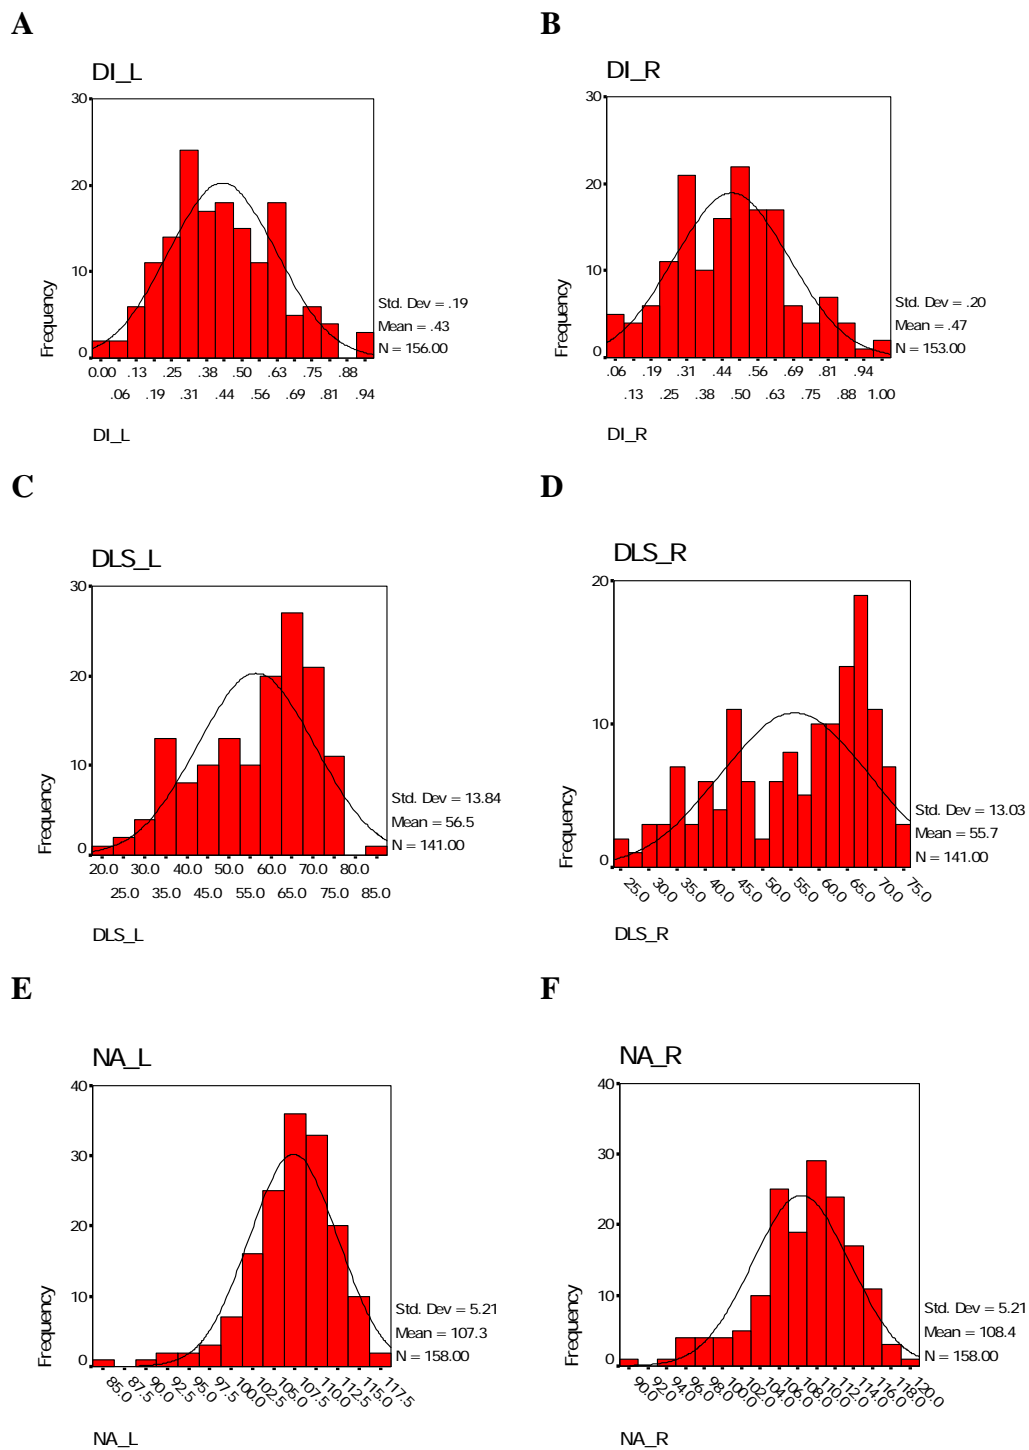 A
DI_L
30
20
10
0
Frequency
0.00 .13 .25 .38 .50 .63 .75 .88
.06 .19 .31 .44 .56 .69 .81 .94
DI_L
Std. Dev = .19
Mean = .43
N = 156.00
B
DI_R
30
20
10
0
Frequency
.06 .19 .31 .44 .56 .69 .81 .94
.13 .25 .38 .50 .63 .75 .88 1.00
DI_R
Std. Dev = .20
Mean = .47
N = 153.00
C
DLS_L
30
20
10
0
Frequency
20.0 30.0 40.0 50.0 60.0 70.0 80.0
25.0 35.0 45.0 55.0 65.0 75.0 85.0
DLS_L
Std. Dev = 13.84
Mean = 56.5
N = 141.00
D
DLS_R
20
10
0
Frequency
25.0 30.0 35.0 40.0 45.0 50.0 55.0 60.0 65.0 70.0 75.0
DLS_R
Std. Dev = 13.03
Mean = 55.7
N = 141.00
E
NA_L
40
30
20
10
0
Frequency
85.0 87.5 90.0 92.5 95.0 97.5 100.0 102.5 105.0 107.5 110.0 112.5 115.0 117.5
NA_L
Std. Dev = 5.21
Mean = 107.3
N = 158.00
F
NA_R
40
30
20
10
0
Frequency
90.0 92.0 94.0 96.0 98.0 100.0 102.0 104.0 106.0 108.0 110.0 112.0 114.0 116.0 118.0 120.0
NA_R
Std. Dev = 5.21
Mean = 108.4
N = 158.00